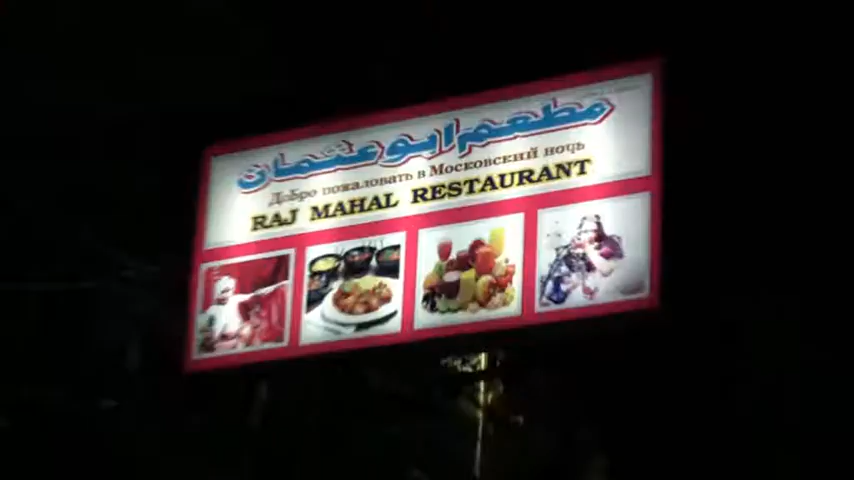 مطعم ابو عثمان
Добро пожаловать в Московский ночь
RAJ MAHAL RESTAURANT